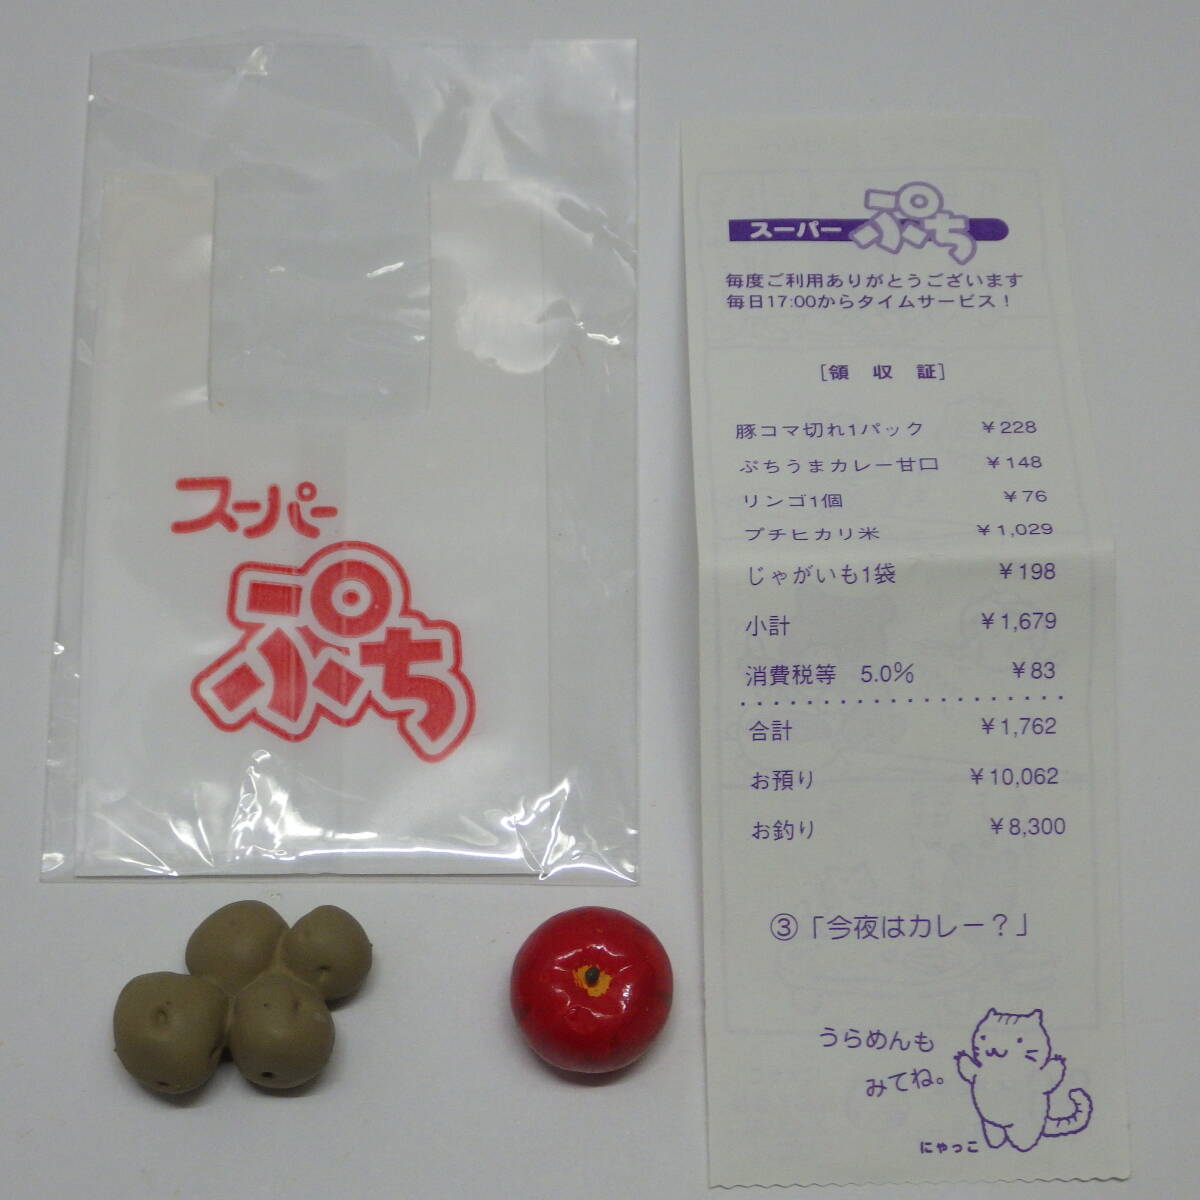 スーパー
ぷち
スーパー ぷち
毎度ご利用ありがとうございます
毎日17:00からタイムサービス！
［領 収 証］
豚コマ切れ1パック ￥228
ぷちうまカレー甘口 ￥148
リンゴ1個 ￥76
プチヒカリ米 ￥1,029
じゃがいも1袋 ￥198
小計 ￥1,679
消費税等 5.0％ ￥83
合計 ￥1,762
お預り ￥10,062
お釣り ￥8,300
③「今夜はカレー？」
うらめんも
みてね。
にゃっこ